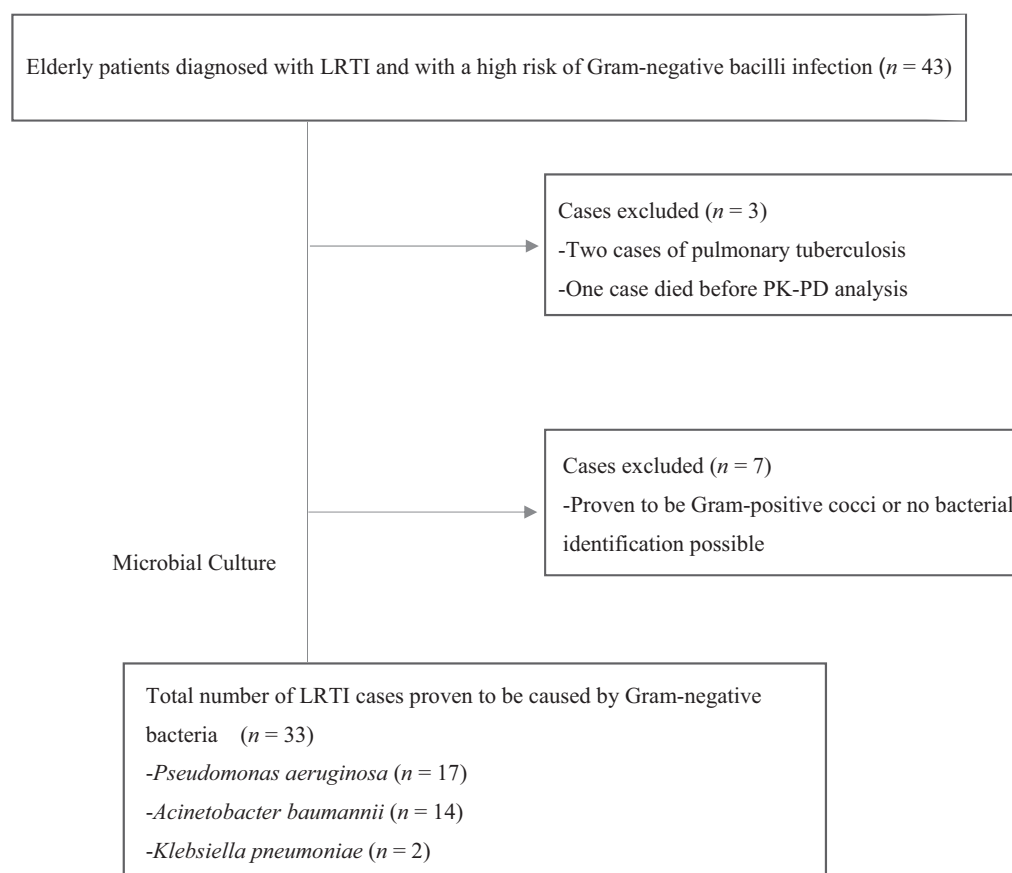 Elderly patients diagnosed with LRTI and with a high risk of Gram-negative bacilli infection (n = 43)
Cases excluded (n = 3)
-Two cases of pulmonary tuberculosis
-One case died before PK-PD analysis
Cases excluded (n = 7)
-Proven to be Gram-positive cocci or no bacterial
identification possible
Microbial Culture
Total number of LRTI cases proven to be caused by Gram-negative
bacteria (n = 33)
-Pseudomonas aeruginosa (n = 17)
-Acinetobacter baumannii (n = 14)
-Klebsiella pneumoniae (n = 2)